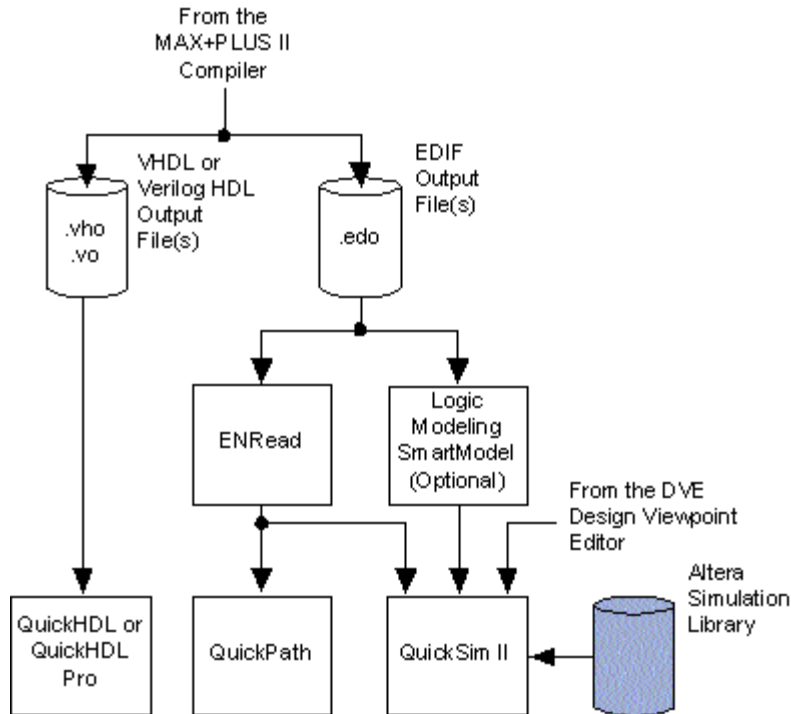 From the
MAX+PLUS II
Compiler
VHDL or
Verilog HDL
Output
File(s)
EDIF
Output
File(s)
.vho
.vo
.edo
ENRead
Logic
Modeling
SmartModel
(Optional)
From the DVE
Design Viewpoint
Editor
Altera
Simulation
Library
QuickHDL or
QuickHDL
Pro
QuickPath
QuickSim II